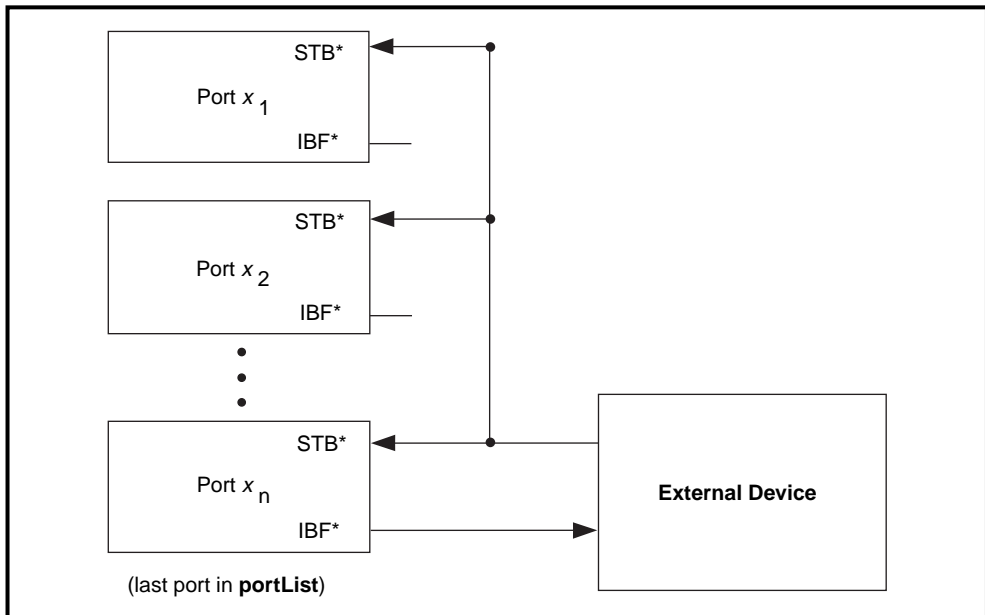 STB*
Port x 1
IBF*
STB*
Port x 2
IBF*
STB*
Port x n
IBF*
External Device
(last port in portList)